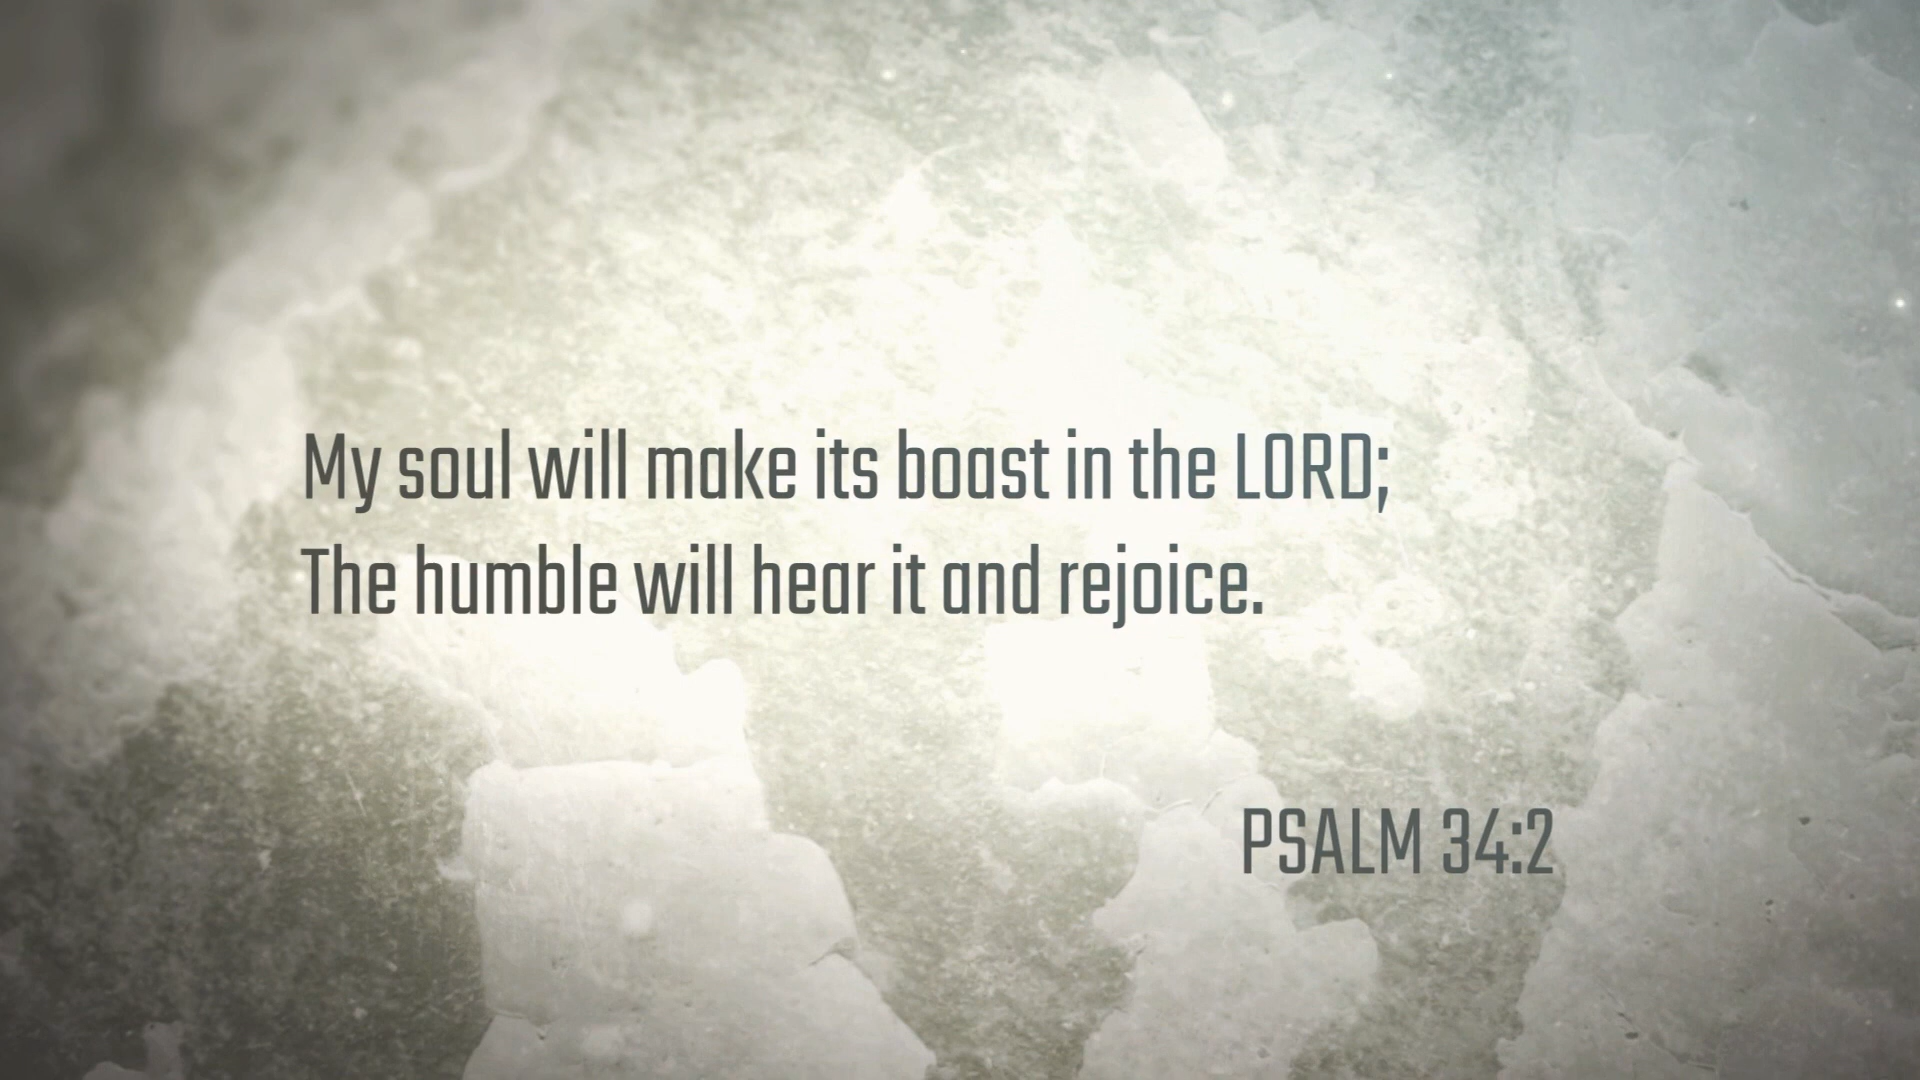 My soul will make its boast in the LORD;
The humble will hear it and rejoice.
PSALM 34:2